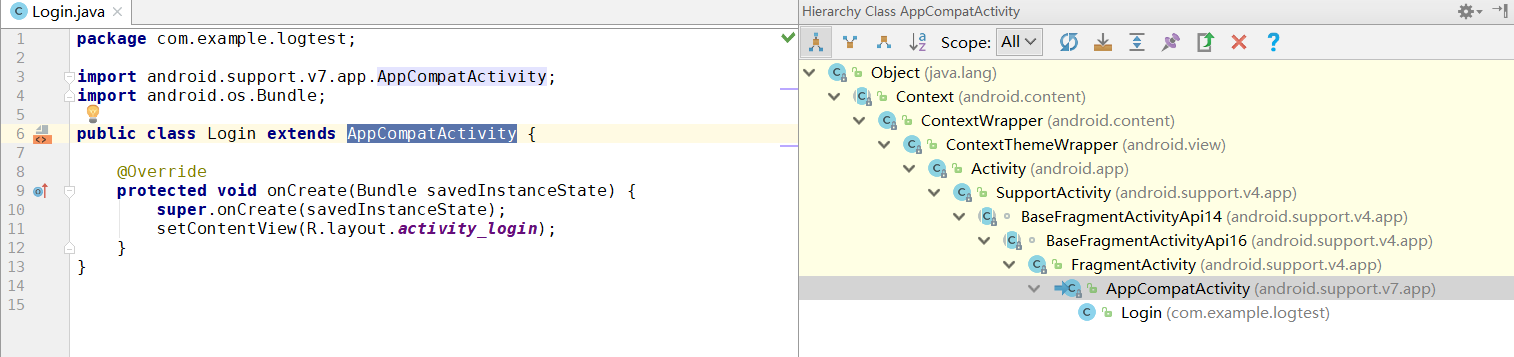 Login.java
1 package com.example.logtest;
2
3 import android.support.v7.app.AppCompatActivity;
4 import android.os.Bundle;
5
6 public class Login extends AppCompatActivity {
7
8 @Override
9 protected void onCreate(Bundle savedInstanceState) {
10 super.onCreate(savedInstanceState);
11 setContentView(R.layout.activity_login);
12 }
13 }
14
15
Hierarchy Class AppCompatActivity
Scope: All
Object (java.lang)
Context (android.content)
ContextWrapper (android.content)
ContextThemeWrapper (android.view)
Activity (android.app)
SupportActivity (android.support.v4.app)
BaseFragmentActivityApi14 (android.support.v4.app)
BaseFragmentActivityApi16 (android.support.v4.app)
FragmentActivity (android.support.v4.app)
AppCompatActivity (android.support.v7.app)
Login (com.example.logtest)